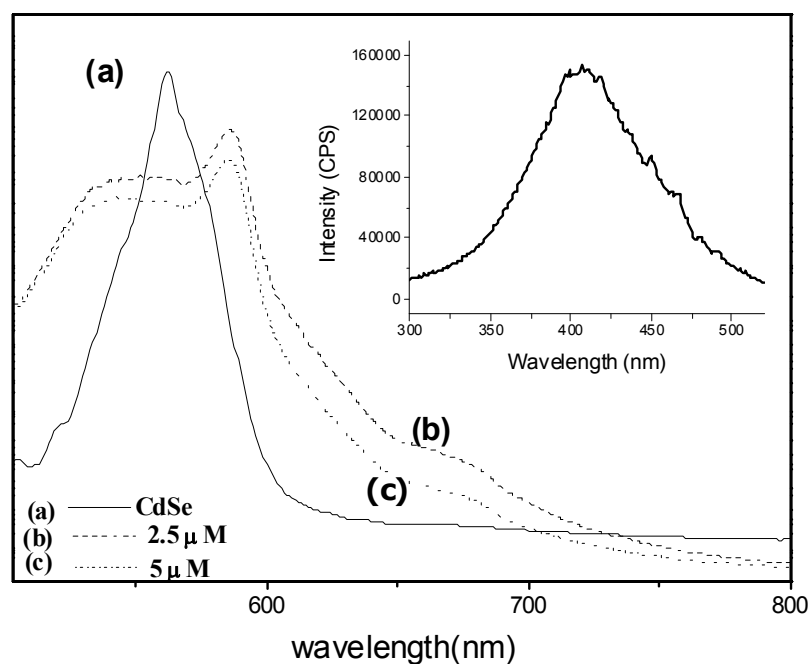 (a)
160000
120000
80000
40000
0
Intensity (CPS)
300 350 400 450 500
Wavelength (nm)
(b)
(c)
(a) CdSe
(b) 2.5 μ M
(c) 5 μ M
600 700 800
wavelength(nm)